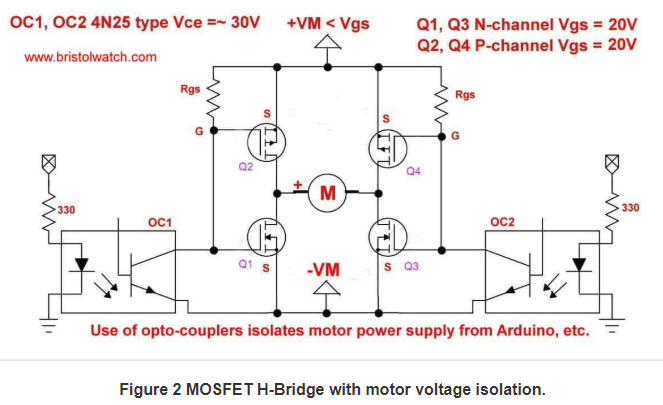 OC1, OC2 4N25 type Vce =~ 30V
+VM < Vgs
Q1, Q3 N-channel Vgs = 20V
Q2, Q4 P-channel Vgs = 20V
www.bristolwatch.com
Rgs
Rgs
S
S
G
G
Q2
Q4
+
M
330
330
OC1
OC2
Q1
S
-VM
S
Q3
Use of opto-couplers isolates motor power supply from Arduino, etc.
Figure 2 MOSFET H-Bridge with motor voltage isolation.